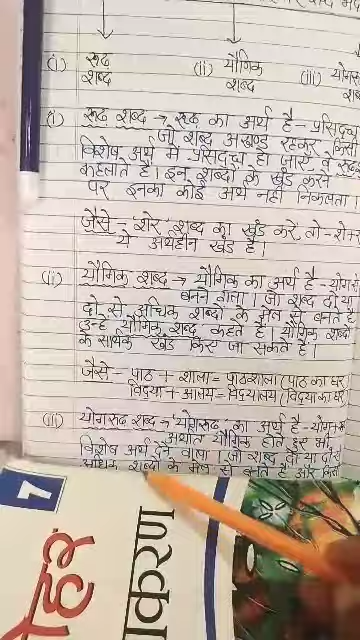 (i) रूढ़ शब्द (ii) यौगिक शब्द (iii) योगरूढ़ शब्द
(i) रूढ़ शब्द → रूढ़ का अर्थ है - प्रसिद्ध
जो शब्द अखण्ड रहकर किसी
विशेष अर्थ में प्रसिद्ध हो जाएँ वे रूढ़
कहलाते हैं। इन शब्दों के खंड करने
पर इनका कोई अर्थ नहीं निकलता।
जैसे - 'शेर' शब्द का खंड करें तो - शे+र
ये अर्थहीन खंड हैं।
(ii) यौगिक शब्द → यौगिक का अर्थ है - योग से
बनने वाला। जो शब्द दो या
दो से अधिक शब्दों के मेल से बनते हैं
उन्हें यौगिक शब्द कहते हैं। यौगिक शब्दों
के सार्थक खंड किए जा सकते हैं।
जैसे - पाठ + शाला = पाठशाला (पाठ का घर)
विद्या + आलय = विद्यालय (विद्या का घर)
(iii) योगरूढ़ शब्द → 'योगरूढ़' का अर्थ है -
अर्थात यौगिक होते हुए भी
विशेष अर्थ देने वाला। जो शब्द दो या दो से
अधिक शब्दों के मेल से बनते हैं और किसी
7